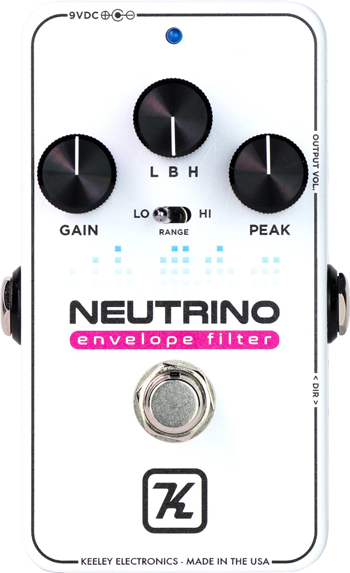 9VDC
L B H
OUTPUT VOL.
LO HI
RANGE
GAIN
PEAK
NEUTRINO
envelope filter
< DIR >
K
KEELEY ELECTRONICS - MADE IN THE USA